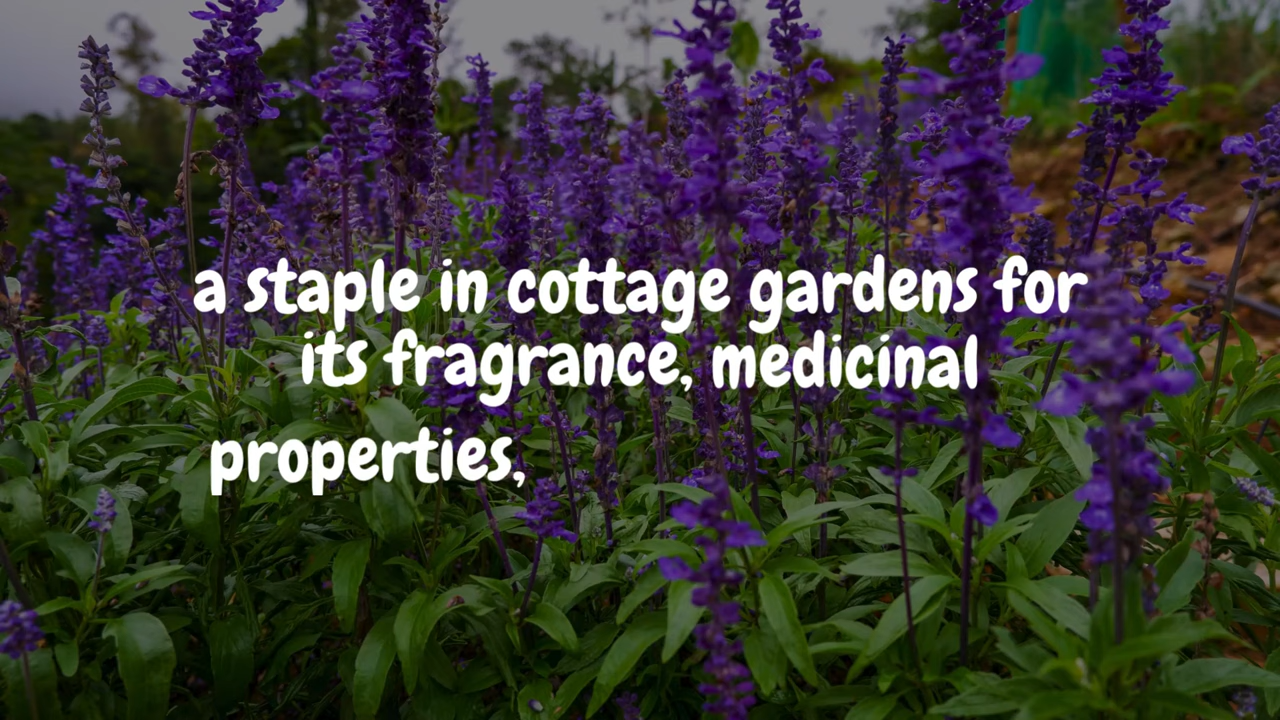 a staple in cottage gardens for
its fragrance, medicinal
properties,